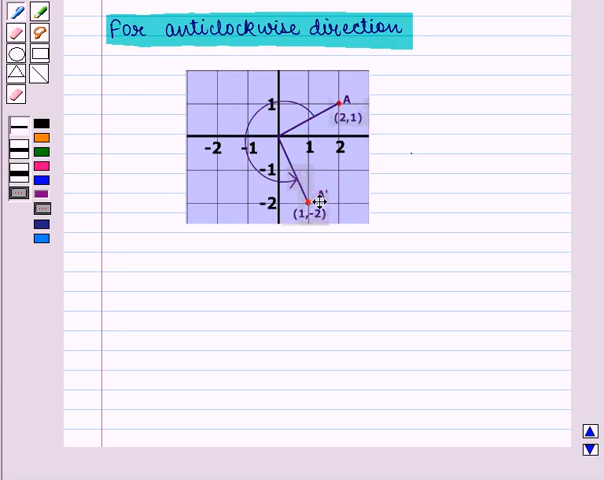 For anticlockwise direction
1
A
(2,1)
-2 -1 1 2
-1
A'
-2
(1,-2)